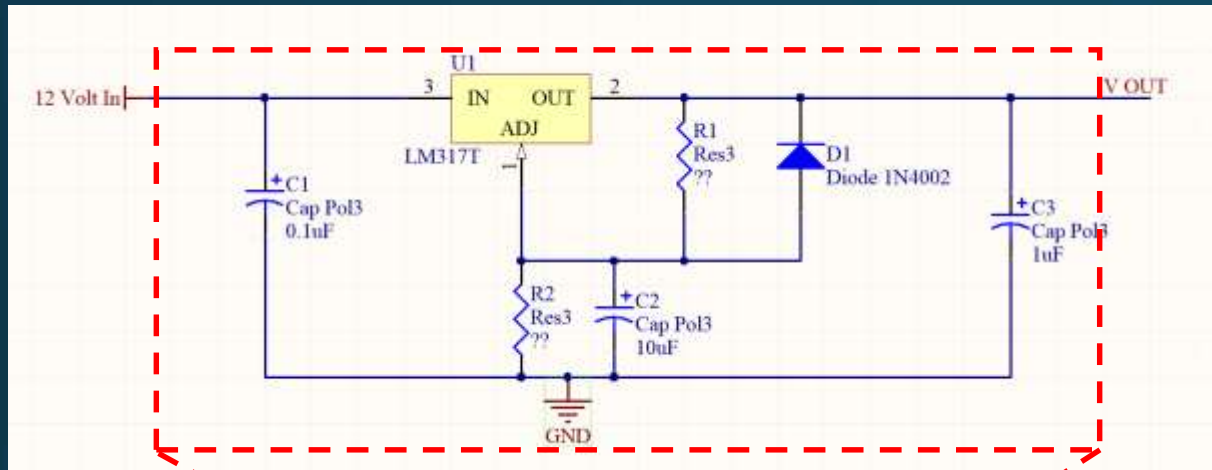 U1
12 Volt In
3
IN
OUT
2
V OUT
ADJ
LM317T
1
R1
Res3
??
D1
Diode 1N4002
C1
Cap Pol3
0.1uF
C3
Cap Pol3
1uF
R2
Res3
??
C2
Cap Pol3
10uF
GND